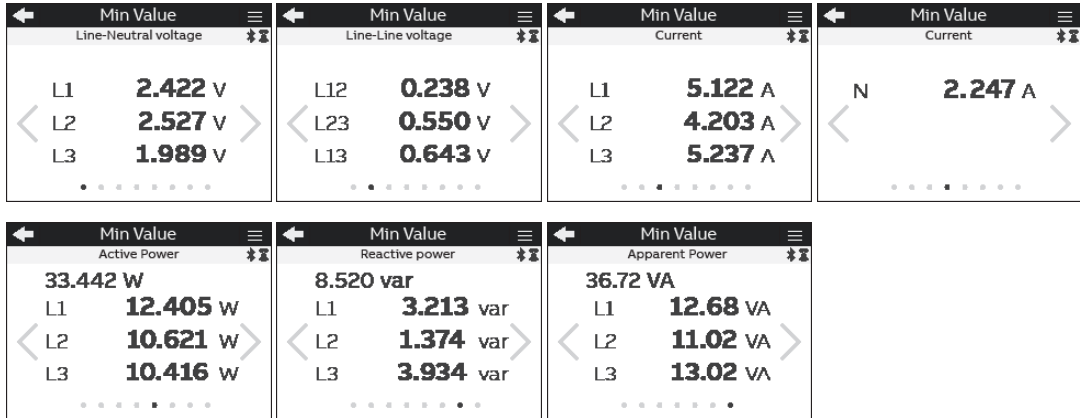 Min Value
Line-Neutral voltage
L1 2.422 V
L2 2.527 V
L3 1.989 V
Min Value
Line-Line voltage
L12 0.238 V
L23 0.550 V
L13 0.643 V
Min Value
Current
L1 5.122 A
L2 4.203 A
L3 5.237 A
Min Value
Current
N 2.247 A
Min Value
Active Power
33.442 W
L1 12.405 W
L2 10.621 W
L3 10.416 W
Min Value
Reactive power
8.520 var
L1 3.213 var
L2 1.374 var
L3 3.934 var
Min Value
Apparent Power
36.72 VA
L1 12.68 VA
L2 11.02 VA
L3 13.02 VA